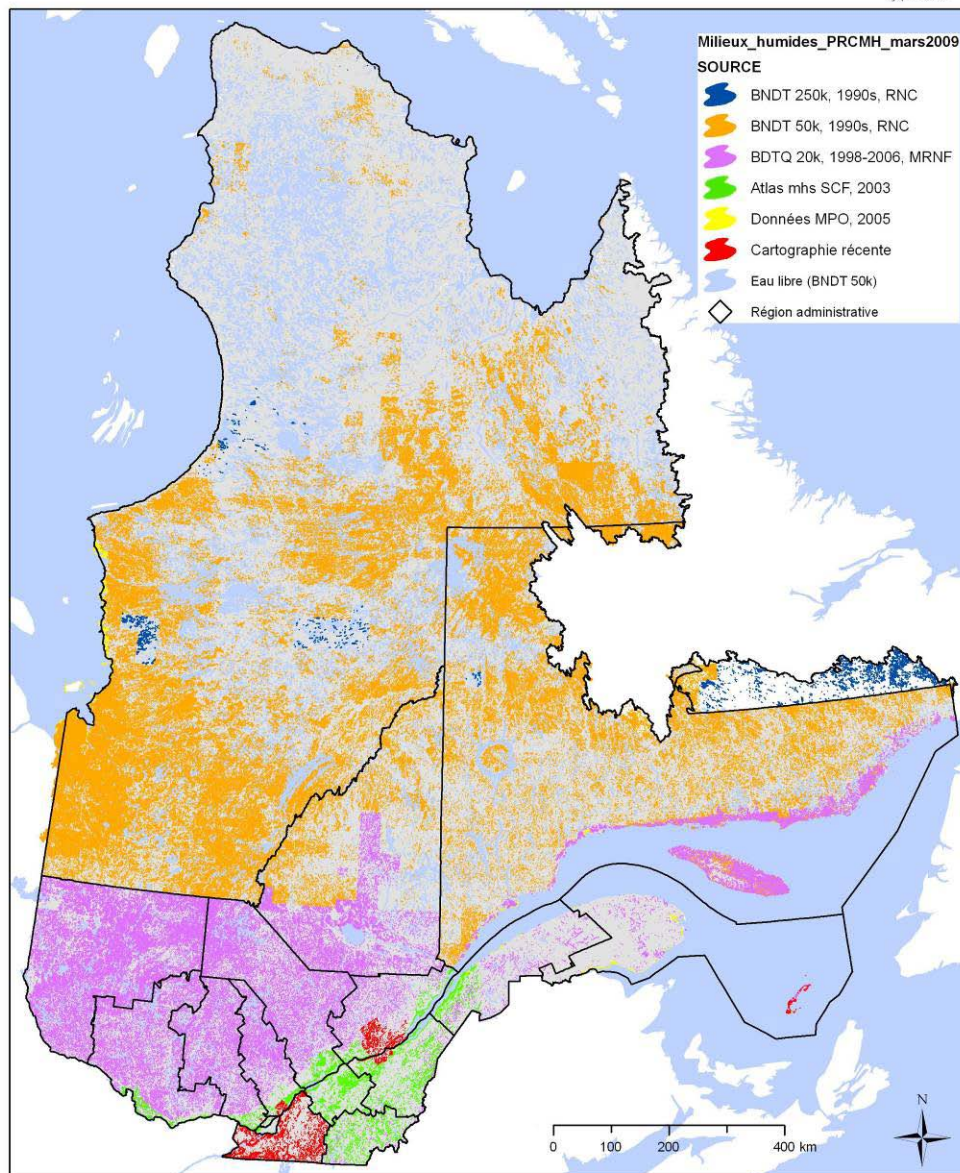 Milieux_humides_PRCMH_mars2009
SOURCE
BNDT 250k, 1990s, RNC
BNDT 50k, 1990s, RNC
BDTQ 20k, 1998-2006, MRNF
Atlas mhs SCF, 2003
Données MPO, 2005
Cartographie récente
Eau libre (BNDT 50k)
Région administrative
N
0 100 200 400 km